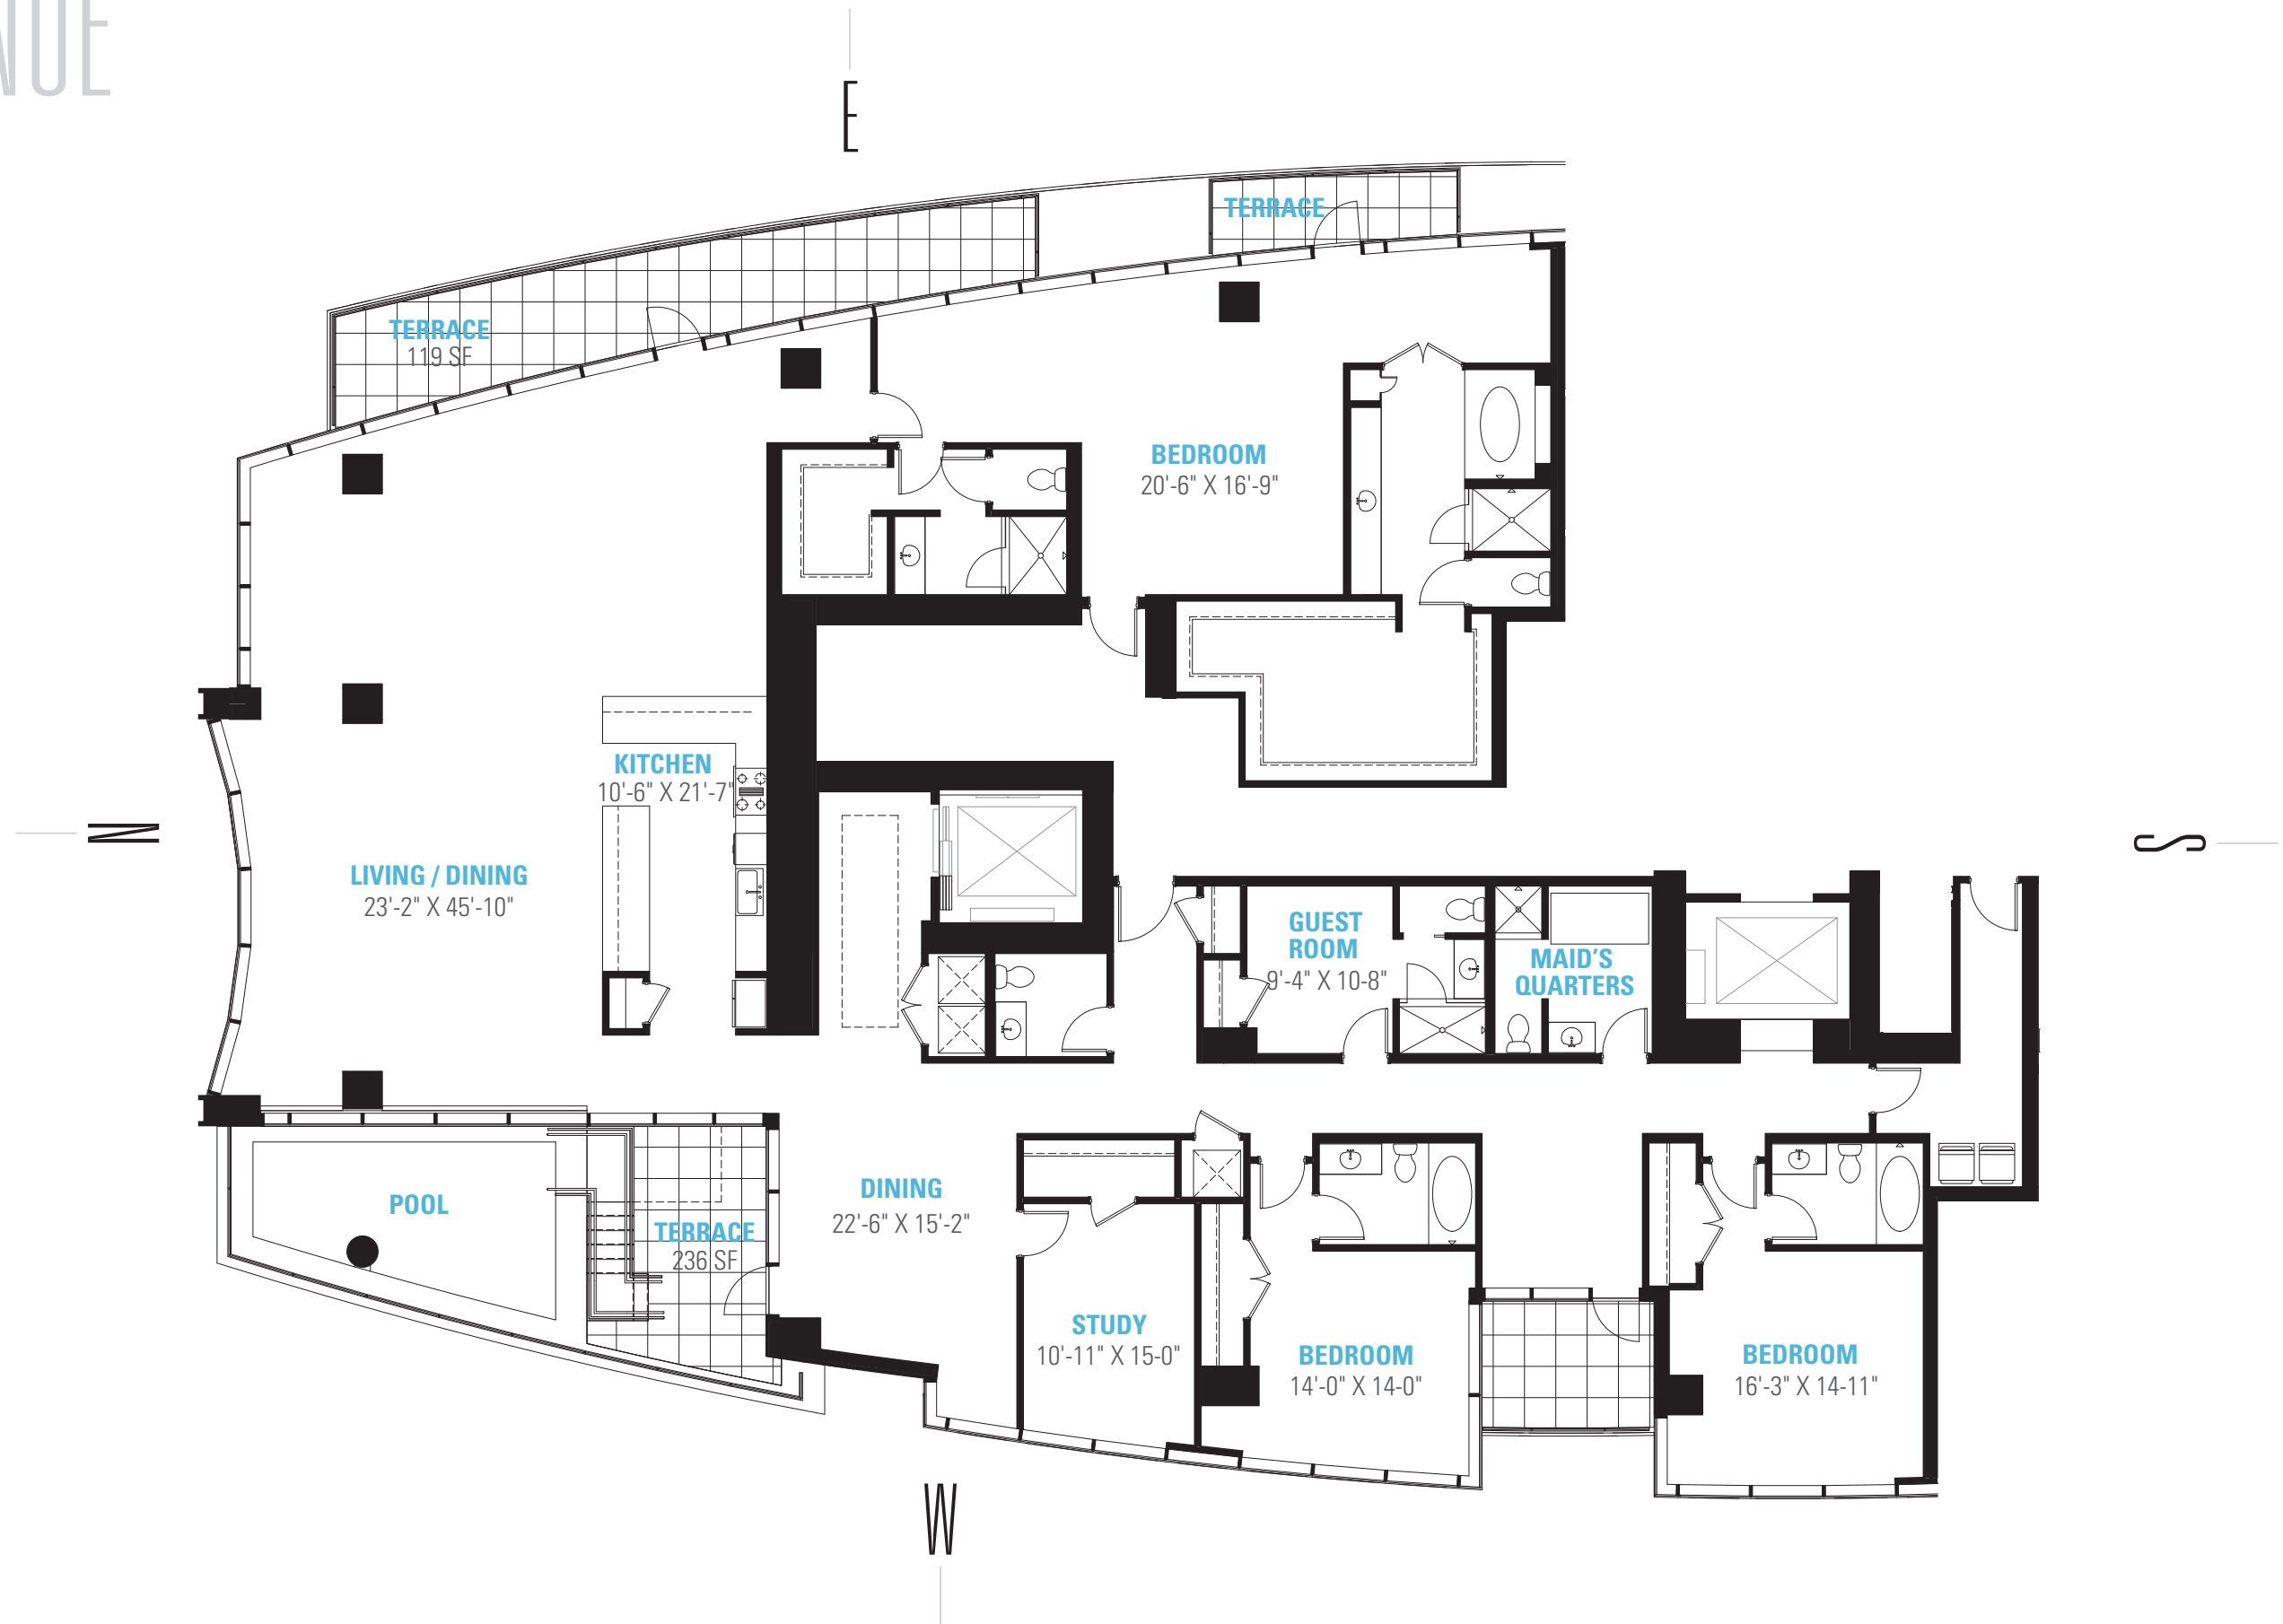 NUE
E
TERRACE
TERRACE
119 SF
BEDROOM
20'-6" X 16'-9"
KITCHEN
10'-6" X 21'-7"
N
S
LIVING / DINING
23'-2" X 45'-10"
GUEST
ROOM
9'-4" X 10-8"
MAID'S
QUARTERS
POOL
TERRACE
236 SF
DINING
22'-6" X 15'-2"
STUDY
10'-11" X 15-0"
BEDROOM
14'-0" X 14-0"
BEDROOM
16'-3" X 14-11"
W